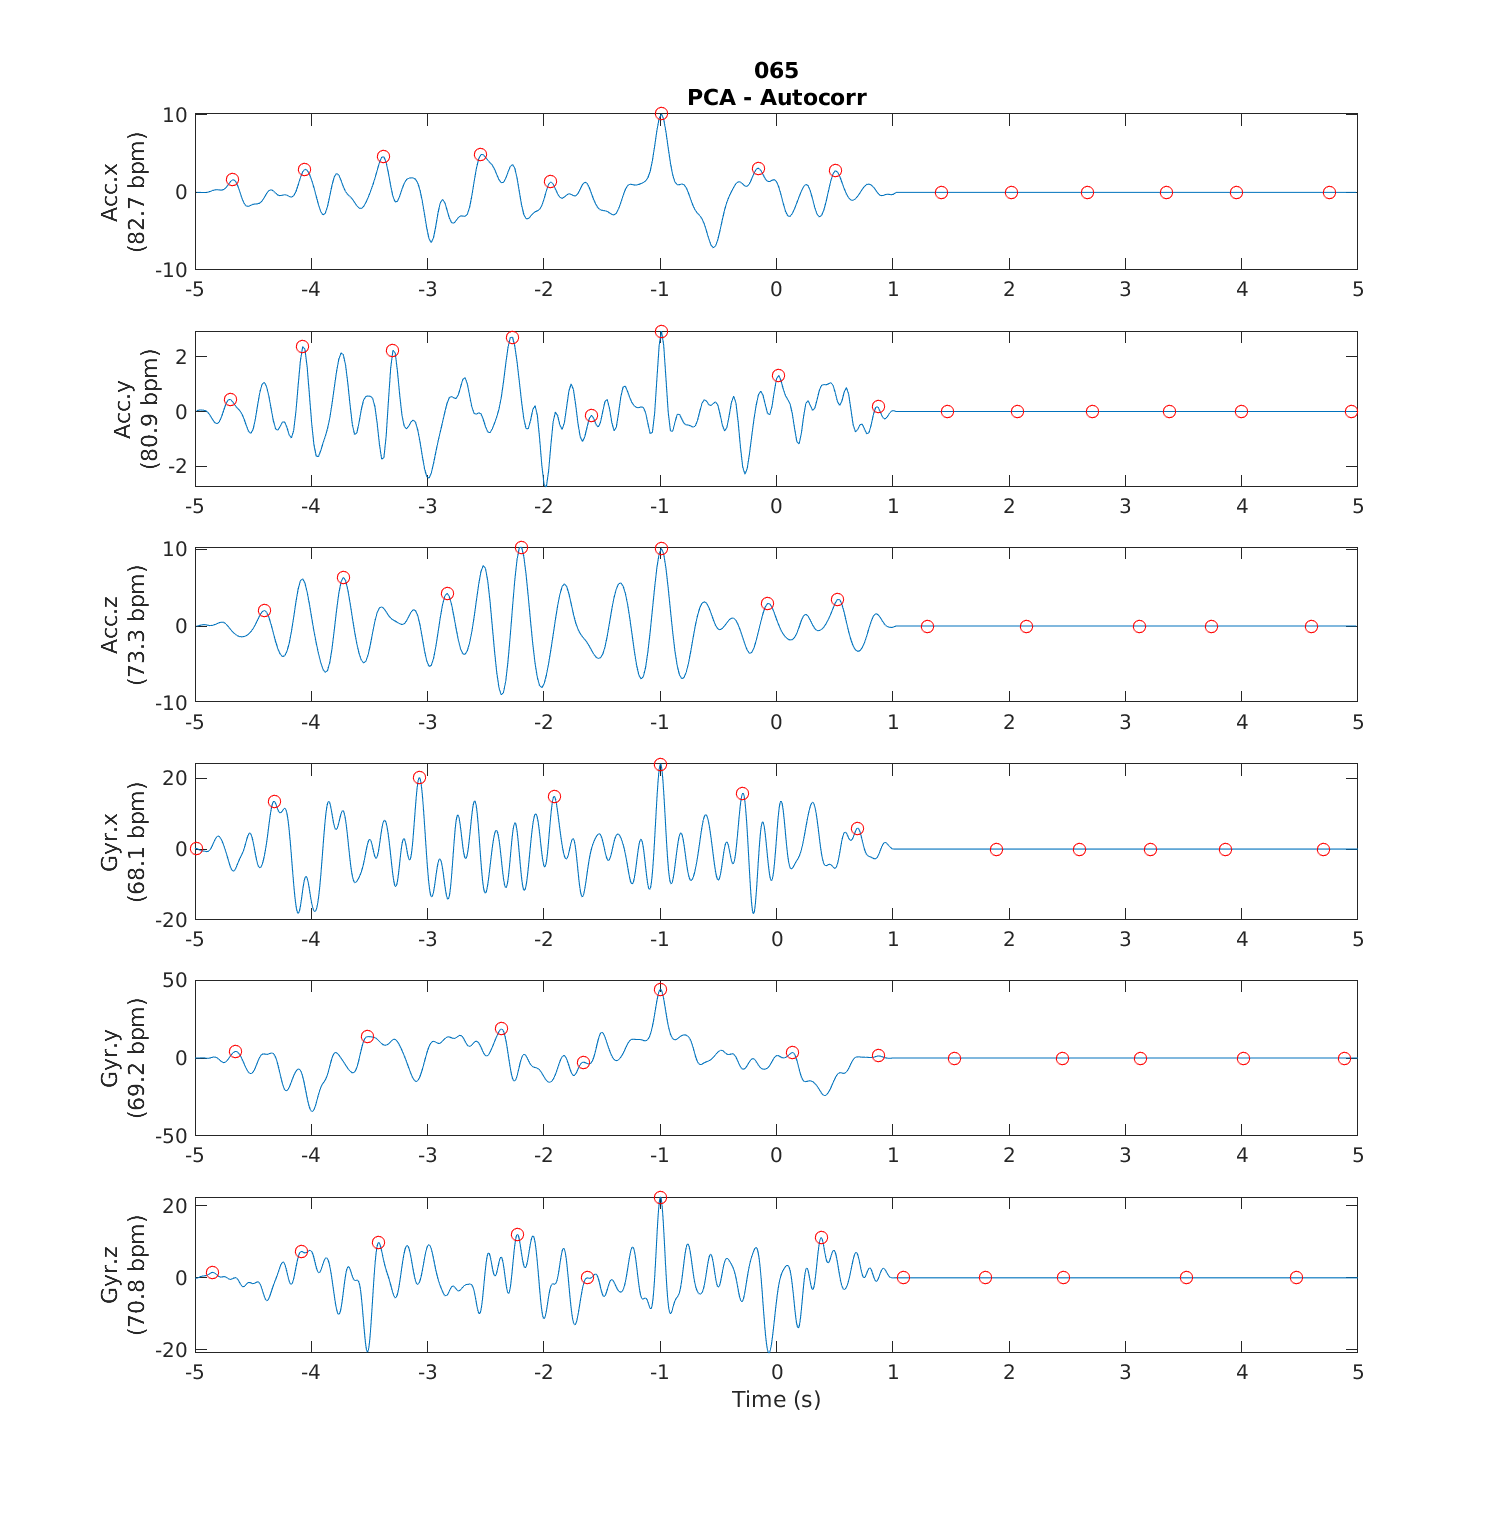 065
PCA - Autocorr
Acc.x
(82.7 bpm)
10
0
-10
-5 -4 -3 -2 -1 0 1 2 3 4 5
Acc.y
(80.9 bpm)
2
0
-2
-5 -4 -3 -2 -1 0 1 2 3 4 5
Acc.z
(73.3 bpm)
10
0
-10
-5 -4 -3 -2 -1 0 1 2 3 4 5
Gyr.x
(68.1 bpm)
20
0
-20
-5 -4 -3 -2 -1 0 1 2 3 4 5
Gyr.y
(69.2 bpm)
50
0
-50
-5 -4 -3 -2 -1 0 1 2 3 4 5
Gyr.z
(70.8 bpm)
20
0
-20
-5 -4 -3 -2 -1 0 1 2 3 4 5
Time (s)